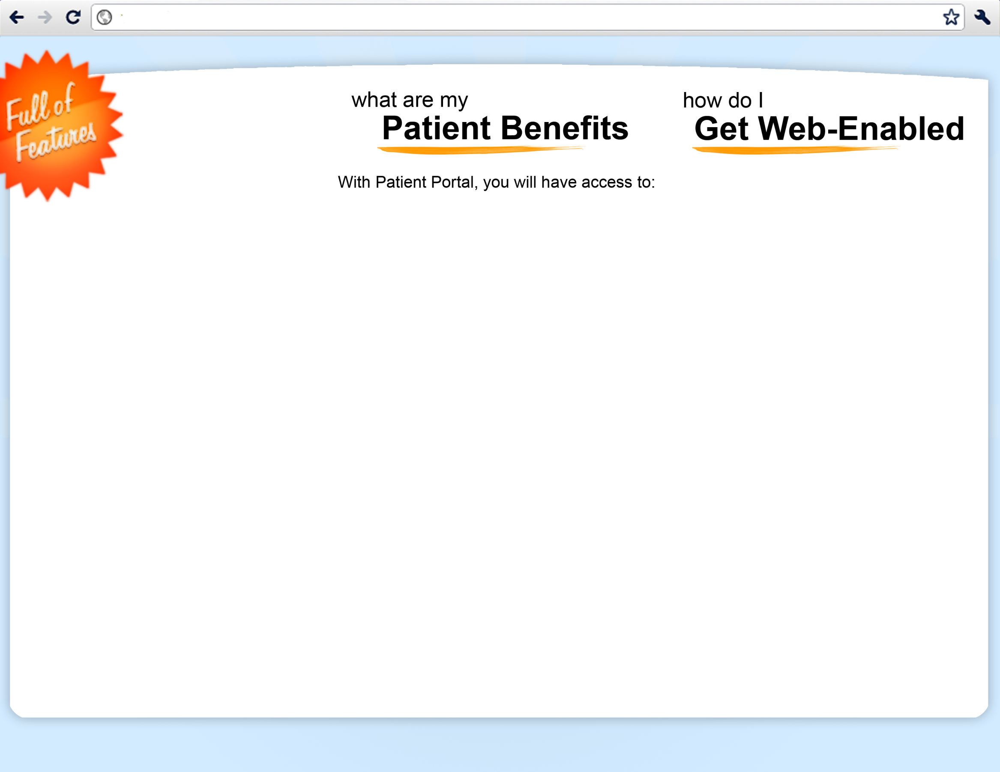 Full of
Features
what are my
Patient Benefits
how do I
Get Web-Enabled
With Patient Portal, you will have access to: